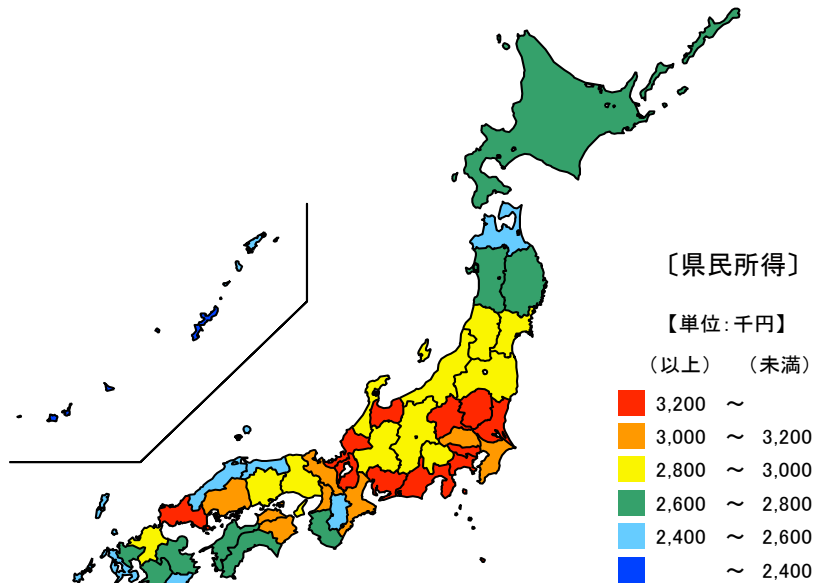 〔県民所得〕
【単位：千円】
（以上） （未満）
3,200 ～
3,000 ～ 3,200
2,800 ～ 3,000
2,600 ～ 2,800
2,400 ～ 2,600
～ 2,400